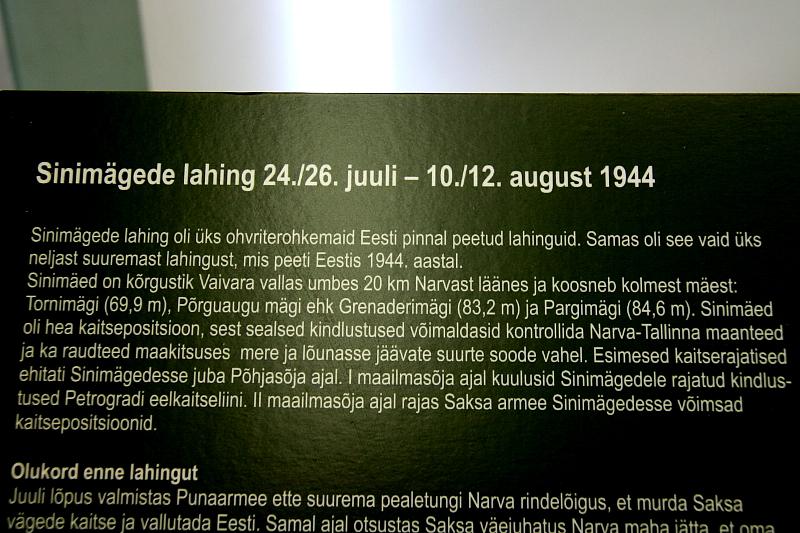 Sinimägede lahing 24./26. juuli – 10./12. august 1944
Sinimägede lahing oli üks ohvriterohkemaid Eesti pinnal peetud lahinguid. Samas oli see vaid üks
neljast suuremast lahingust, mis peeti Eestis 1944. aastal.
Sinimäed on kõrgustik Vaivara vallas umbes 20 km Narvast läänes ja koosneb kolmest mäest:
Tornimägi (69,9 m), Põrguaugu mägi ehk Grenaderimägi (83,2 m) ja Pargimägi (84,6 m). Sinimäed
oli hea kaitsepositsioon, sest sealsed kindlustused võimaldasid kontrollida Narva-Tallinna maanteed
ja ka raudteed maakitsuses mere ja lõunasse jäävate suurte soode vahel. Esimesed kaitserajatised
ehitati Sinimägedesse juba Põhjasõja ajal. I maailmasõja ajal kuulusid Sinimägedele rajatud kindlus-
tused Petrogradi eelkaitseliini. II maailmasõja ajal rajas Saksa armee Sinimägedesse võimsad
kaitsepositsioonid.
Olukord enne lahingut
Juuli lõpus valmistas Punaarmee ette suurema pealetungi Narva rindelõigus, et murda Saksa
vägede kaitse ja vallutada Eesti. Samal ajal otsustas Saksa väejuhatus Narva maha jätta, et oma